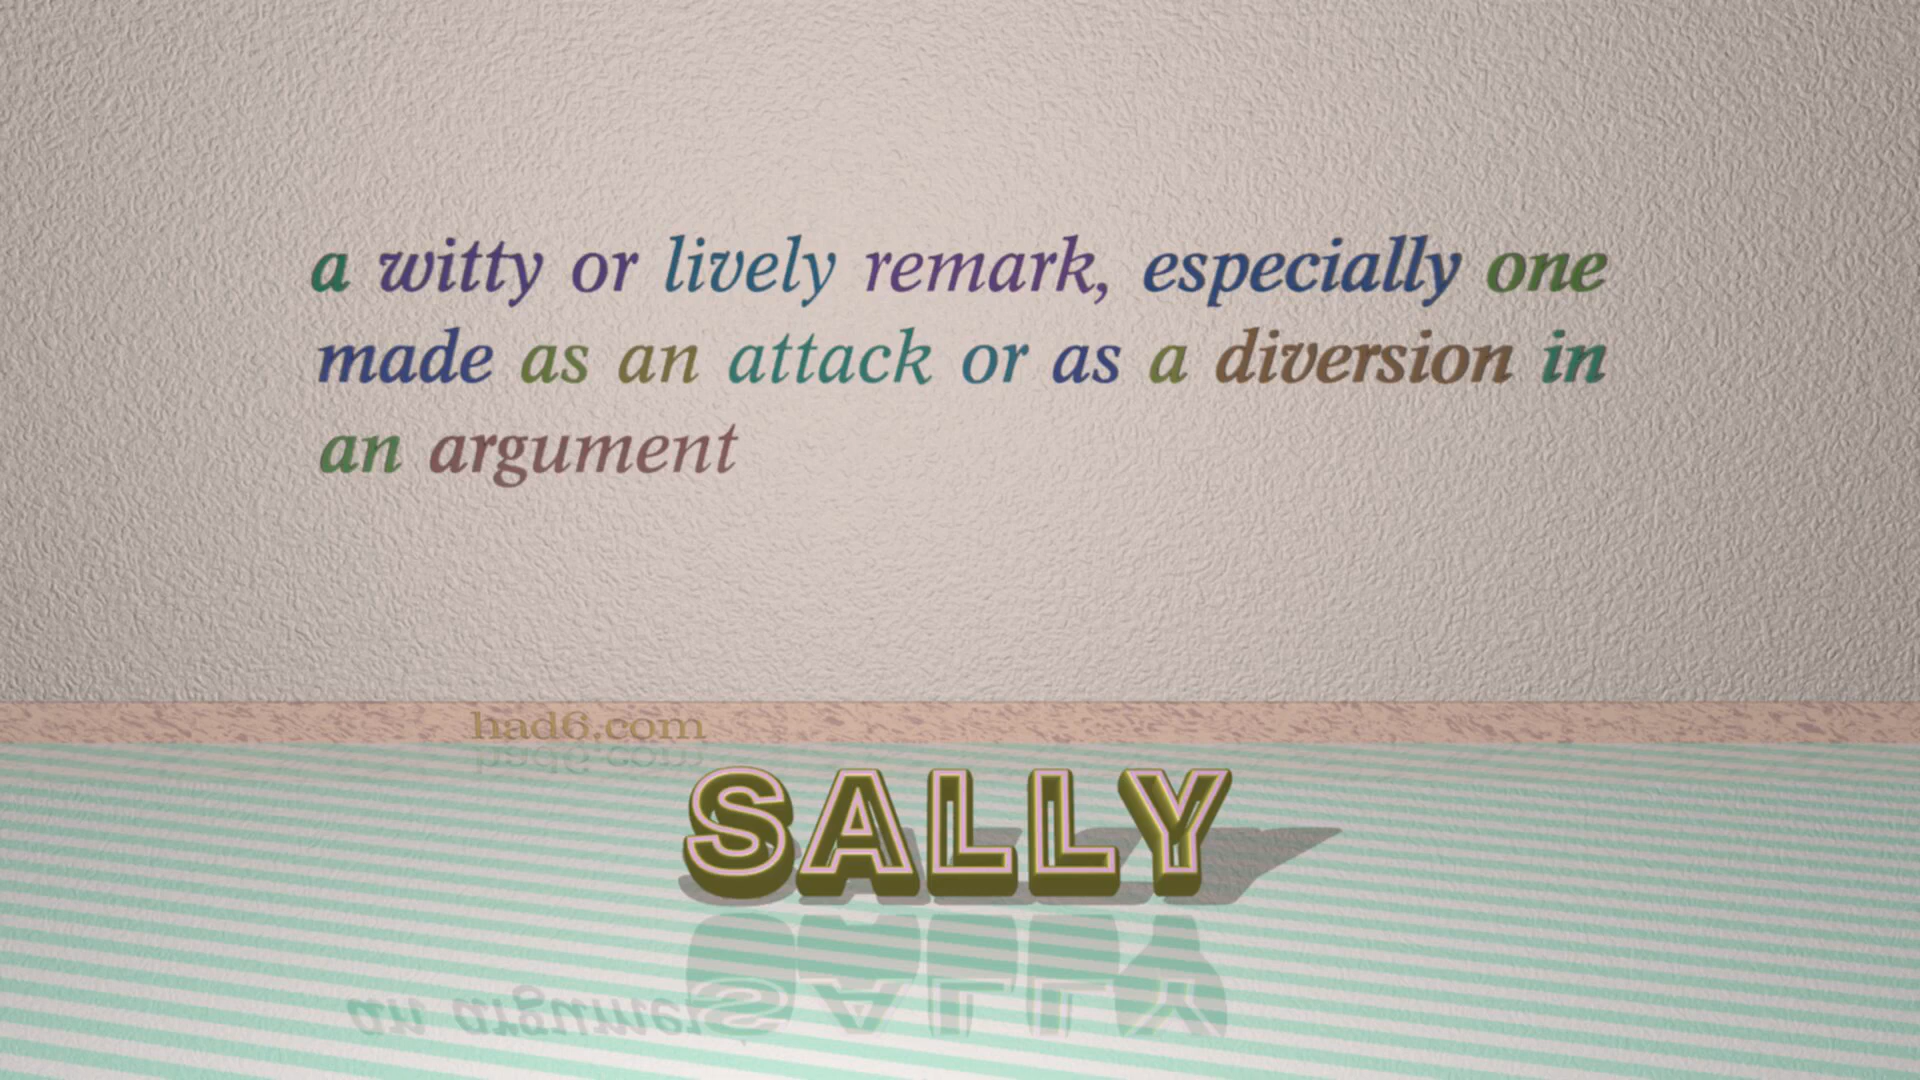 a witty or lively remark, especially one
made as an attack or as a diversion in
an argument
had6.com
SALLY